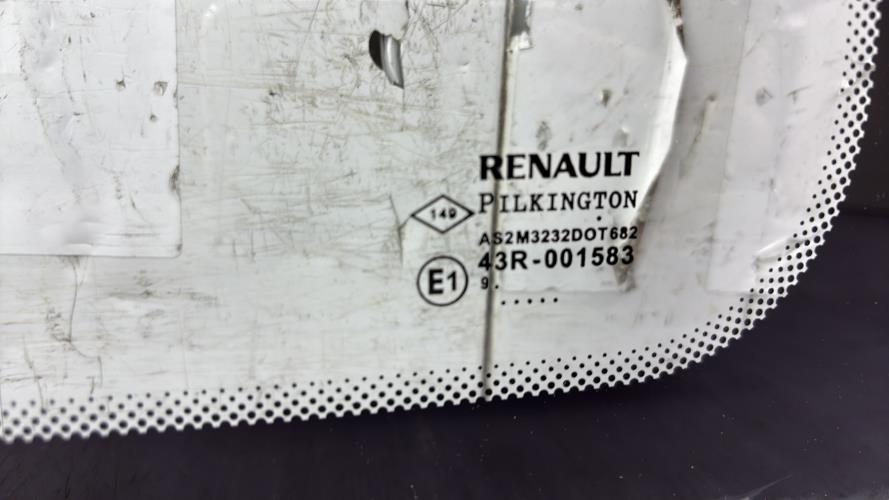 RENAULT
149 PILKINGTON
AS2M3232DOT682
43R-001583
E1
9.
.....